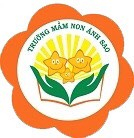 TRƯỜNG MẦM NON ÁNH SAO